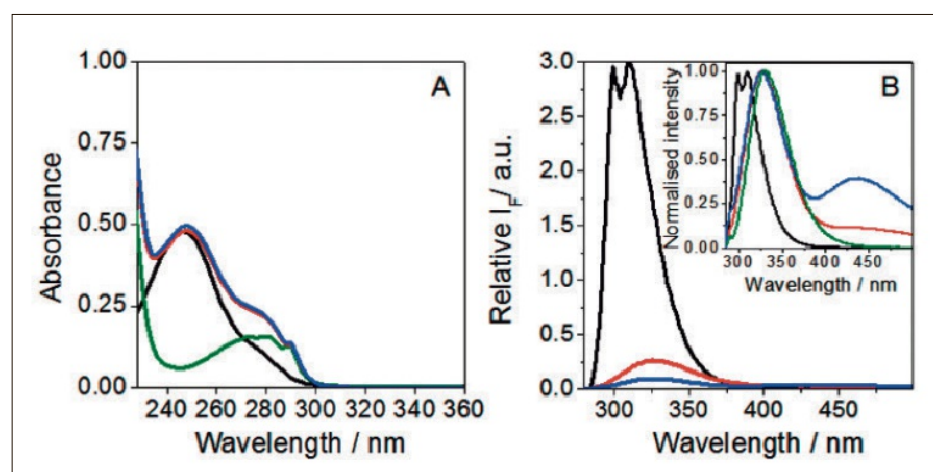 1.00
A
0.75
0.50
0.25
0.00
Absorbance
240 260 280 300 320 340 360
Wavelength / nm
3.0
B
2.5
2.0
1.5
1.0
0.5
0.0
Relative I_F/ a.u.
300 350 400 450
Wavelength / nm
1.00
0.75
0.50
0.25
0.00
Normalised intensity
300 350 400 450
Wavelength / nm